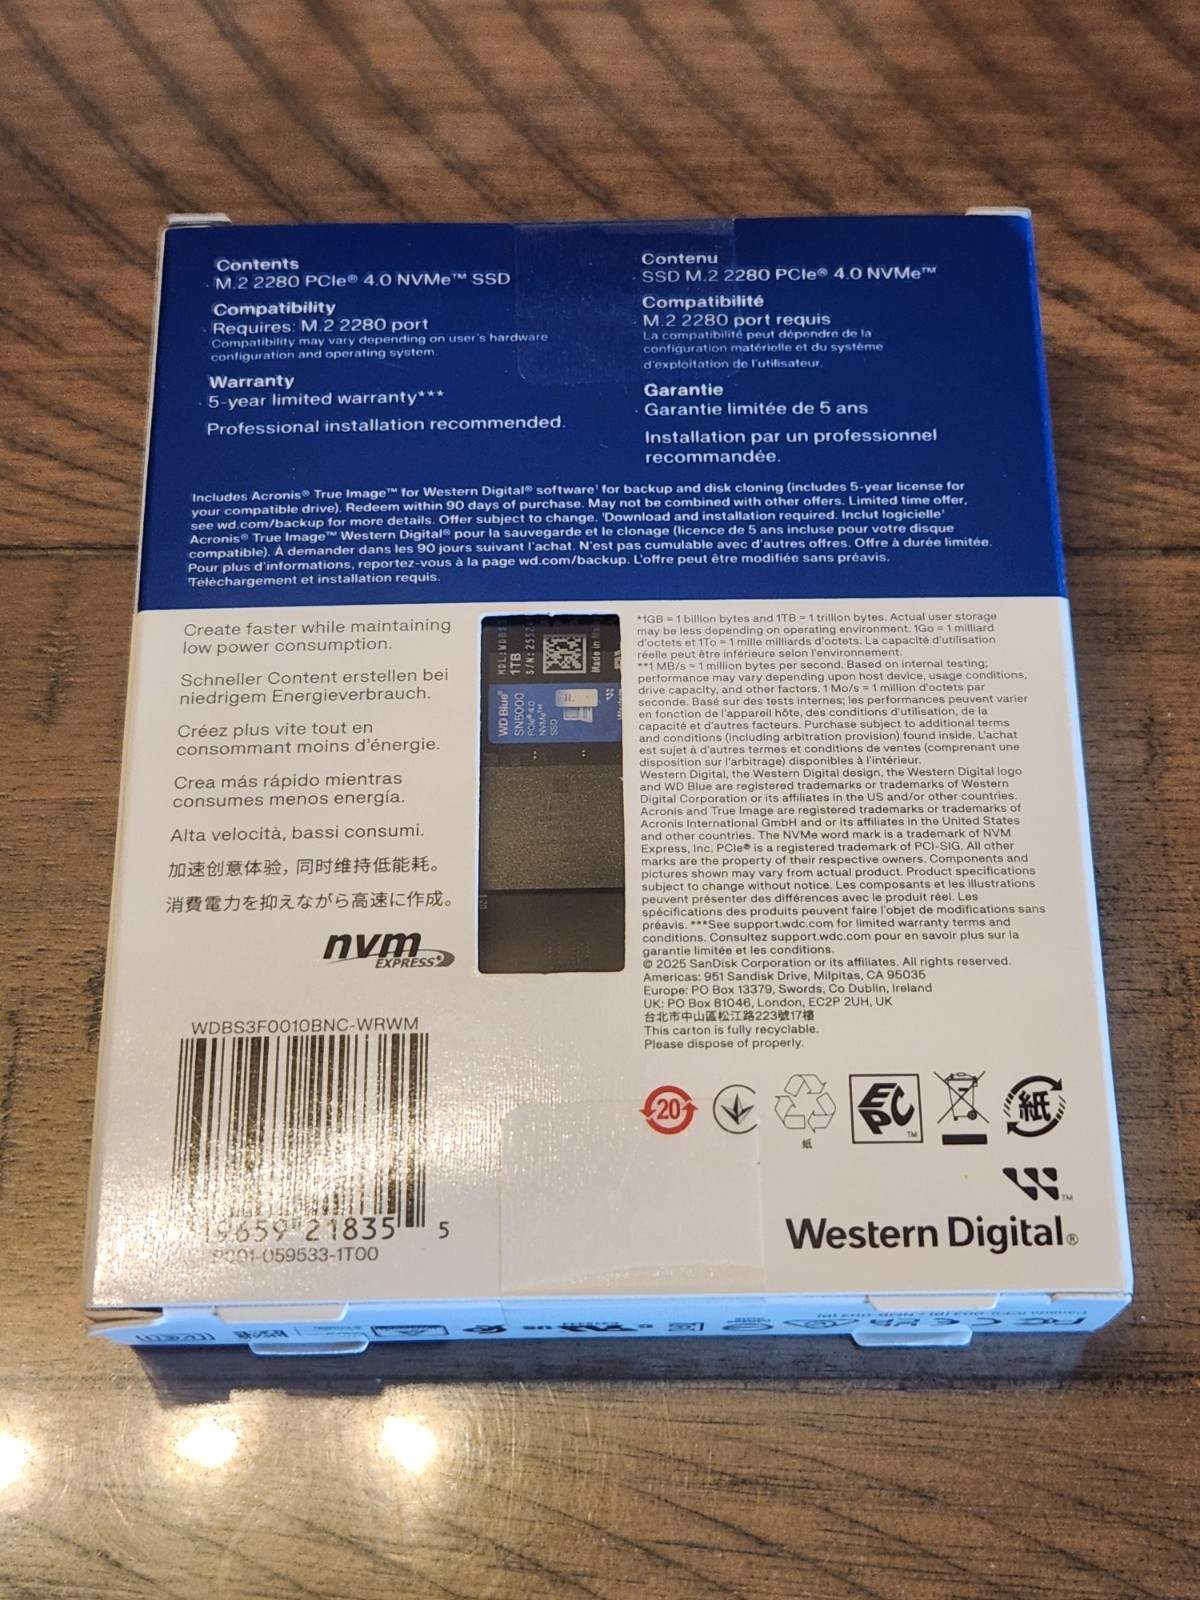 Contents
M.2 2280 PCIe® 4.0 NVMe™ SSD
Compatibility
Requires: M.2 2280 port
Compatibility may vary depending on user's hardware
configuration and operating system.
Warranty
5-year limited warranty***
Professional installation recommended.
Contenu
SSD M.2 2280 PCIe® 4.0 NVMe™
Compatibilité
M.2 2280 port requis
La compatibilité peut dépendre de la
configuration matérielle et du système
d'exploitation de l'utilisateur.
Garantie
Garantie limitée de 5 ans
Installation par un professionnel
recommandée.
Includes Acronis® True Image™ for Western Digital® software¹ for backup and disk cloning (includes 5-year license for
your compatible drive). Redeem within 90 days of purchase. May not be combined with other offers. Limited time offer,
see wd.com/backup for more details. Offer subject to change. ¹Download and installation required. Inclut logicielle¹
Acronis® True Image™ Western Digital® pour la sauvegarde et le clonage (licence de 5 ans incluse pour votre disque
compatible). À demander dans les 90 jours suivant l'achat. N'est pas cumulable avec d'autres offres. Offre à durée limitée.
Pour plus d'informations, reportez-vous à la page wd.com/backup. L'offre peut être modifiée sans préavis.
¹Téléchargement et installation requis.
Create faster while maintaining
low power consumption.
Schneller Content erstellen bei
niedrigem Energieverbrauch.
Créez plus vite tout en
consommant moins d'énergie.
Crea más rápido mientras
consumes menos energía.
Alta velocità, bassi consumi.
加速创意体验，同时维持低能耗。
消費電力を抑えながら高速に作成。
nvm
EXPRESS
1TB
Made in
WD Blue®
SN5000
PCIe® 4.0
NVMe™
SSD
*1GB = 1 billion bytes and 1TB = 1 trillion bytes. Actual user storage
may be less depending on operating environment. 1Go = 1 milliard
d'octets et 1To = 1 mille milliards d'octets. La capacité d'utilisation
réelle peut être inférieure selon l'environnement.
**1 MB/s = 1 million bytes per second. Based on internal testing;
performance may vary depending upon host device, usage conditions,
drive capacity, and other factors. 1 Mo/s = 1 million d'octets par
seconde. Basé sur des tests internes; les performances peuvent varier
en fonction de l'appareil hôte, des conditions d'utilisation, de la
capacité et d'autres facteurs. Purchase subject to additional terms
and conditions (including arbitration provision) found inside. L'achat
est sujet à d'autres termes et conditions de ventes (comprenant une
disposition sur l'arbitrage) disponibles à l'intérieur.
Western Digital, the Western Digital design, the Western Digital logo
and WD Blue are registered trademarks or trademarks of Western
Digital Corporation or its affiliates in the US and/or other countries.
Acronis and True Image are registered trademarks or trademarks of
Acronis International GmbH and or its affiliates in the United States
and other countries. The NVMe word mark is a trademark of NVM
Express, Inc. PCIe® is a registered trademark of PCI-SIG. All other
marks are the property of their respective owners. Components and
pictures shown may vary from actual product. Product specifications
subject to change without notice. Les composants et les illustrations
peuvent présenter des différences avec le produit réel. Les
spécifications des produits peuvent faire l'objet de modifications sans
préavis. ***See support.wdc.com for limited warranty terms and
conditions. Consultez support.wdc.com pour en savoir plus sur la
garantie limitée et les conditions.
© 2025 SanDisk Corporation or its affiliates. All rights reserved.
Americas: 951 Sandisk Drive, Milpitas, CA 95035
Europe: PO Box 13379, Swords, Co Dublin, Ireland
UK: PO Box 81046, London, EC2P 2UH, UK
台北市中山區松江路223號17樓
This carton is fully recyclable.
Please dispose of properly.
WDBS3F0010BNC-WRWM
9659 21835 5
059533-1T00
20
紙
EPC™
紙
Western Digital®